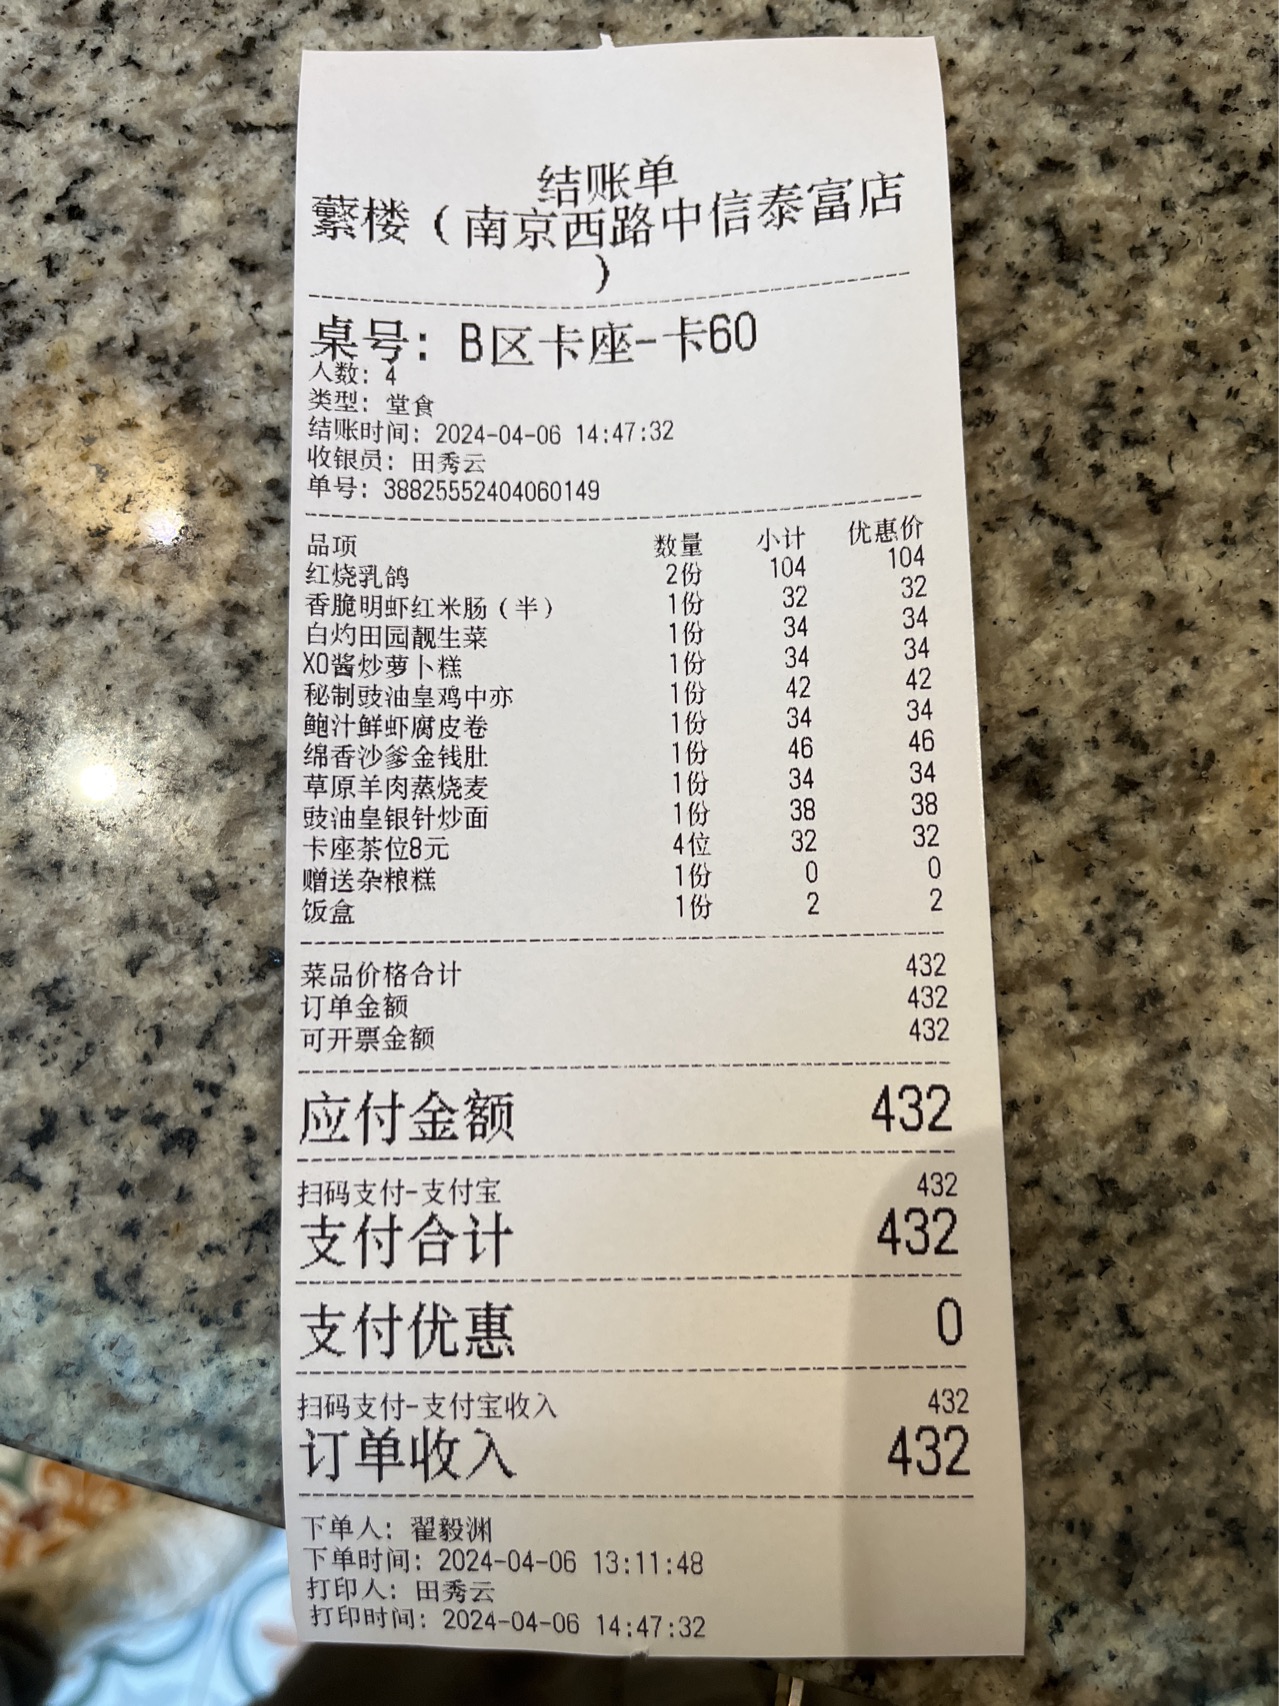 结账单
蘩楼（南京西路中信泰富店
）
桌号：B区卡座-卡60
人数：4
类型：堂食
结账时间：2024-04-06 14:47:32
收银员：田秀云
单号：38825552404060149
品项 数量 小计 优惠价
红烧乳鸽 2份 104 104
香脆明虾红米肠（半） 1份 32 32
白灼田园靓生菜 1份 34 34
XO酱炒萝卜糕 1份 34 34
秘制豉油皇鸡中亦 1份 42 42
鲍汁鲜虾腐皮卷 1份 34 34
绵香沙爹金钱肚 1份 46 46
草原羊肉蒸烧麦 1份 34 34
豉油皇银针炒面 1份 38 38
卡座茶位8元 4位 32 32
赠送杂粮糕 1份 0 0
饭盒 1份 2 2
菜品价格合计 432
订单金额 432
可开票金额 432
应付金额 432
扫码支付-支付宝 432
支付合计 432
支付优惠 0
扫码支付-支付宝收入 432
订单收入 432
下单人：翟毅渊
下单时间：2024-04-06 13:11:48
打印人：田秀云
打印时间：2024-04-06 14:47:32